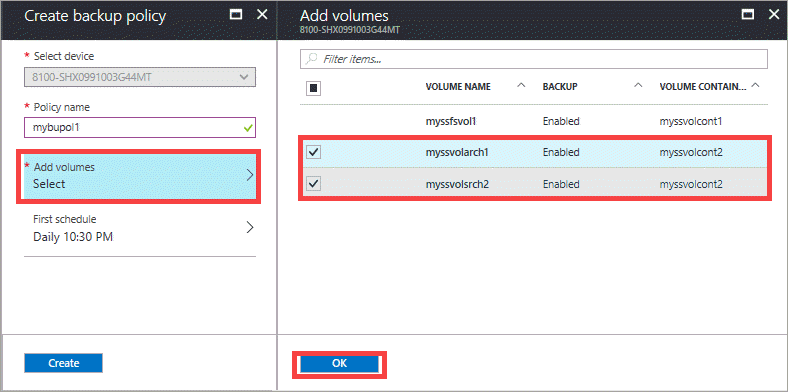 Create backup policy
* Select device
8100-SHX0991003G44MT
* Policy name
mybupol1
* Add volumes
Select
First schedule
Daily 10:30 PM
Create
Add volumes
8100-SHX0991003G44MT
Filter items...
VOLUME NAME BACKUP VOLUME CONTAIN...
myssfsvol1 Enabled myssvolcont1
myssvolarch1 Enabled myssvolcont2
myssvolsrch2 Enabled myssvolcont2
OK